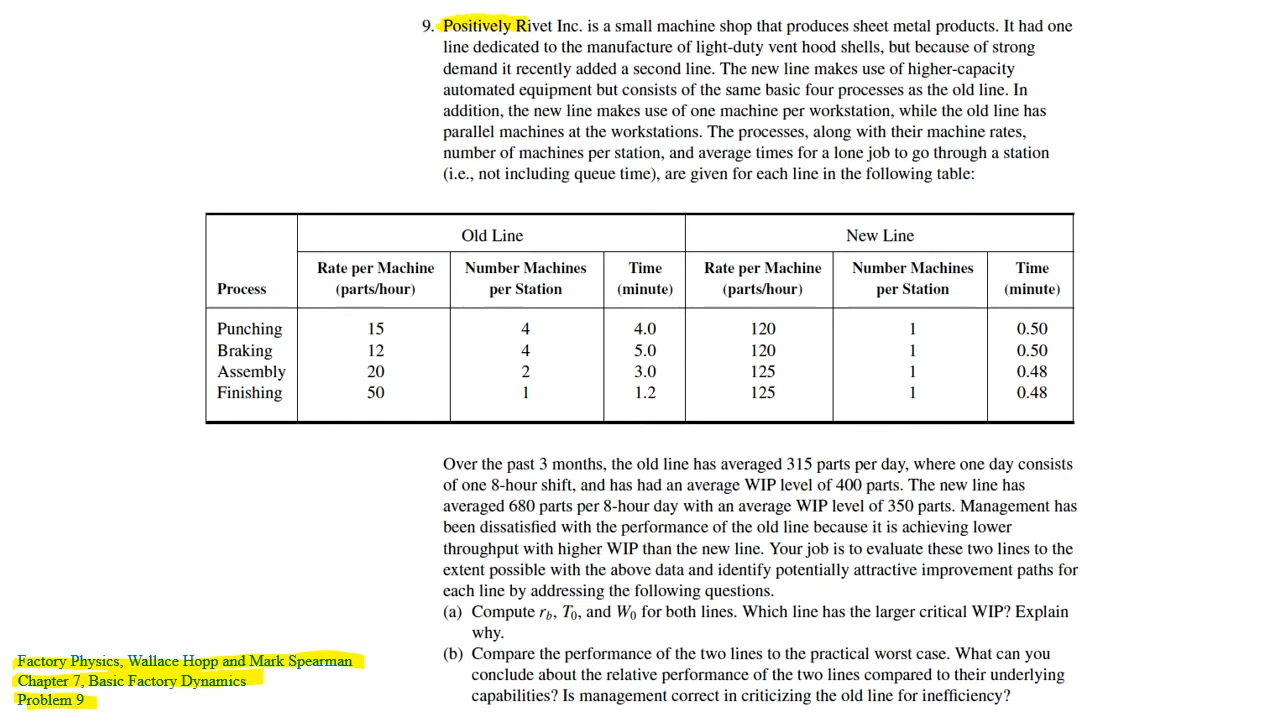 9. Positively Rivet Inc. is a small machine shop that produces sheet metal products. It had one
line dedicated to the manufacture of light-duty vent hood shells, but because of strong
demand it recently added a second line. The new line makes use of higher-capacity
automated equipment but consists of the same basic four processes as the old line. In
addition, the new line makes use of one machine per workstation, while the old line has
parallel machines at the workstations. The processes, along with their machine rates,
number of machines per station, and average times for a lone job to go through a station
(i.e., not including queue time), are given for each line in the following table:
Old Line New Line
Rate per Machine Number Machines Time Rate per Machine Number Machines Time
Process (parts/hour) per Station (minute) (parts/hour) per Station (minute)
Punching 15 4 4.0 120 1 0.50
Braking 12 4 5.0 120 1 0.50
Assembly 20 2 3.0 125 1 0.48
Finishing 50 1 1.2 125 1 0.48
Over the past 3 months, the old line has averaged 315 parts per day, where one day consists
of one 8-hour shift, and has had an average WIP level of 400 parts. The new line has
averaged 680 parts per 8-hour day with an average WIP level of 350 parts. Management has
been dissatisfied with the performance of the old line because it is achieving lower
throughput with higher WIP than the new line. Your job is to evaluate these two lines to the
extent possible with the above data and identify potentially attractive improvement paths for
each line by addressing the following questions.
(a) Compute r_b, T_0, and W_0 for both lines. Which line has the larger critical WIP? Explain
why.
(b) Compare the performance of the two lines to the practical worst case. What can you
conclude about the relative performance of the two lines compared to their underlying
capabilities? Is management correct in criticizing the old line for inefficiency?
Factory Physics, Wallace Hopp and Mark Spearman
Chapter 7, Basic Factory Dynamics
Problem 9